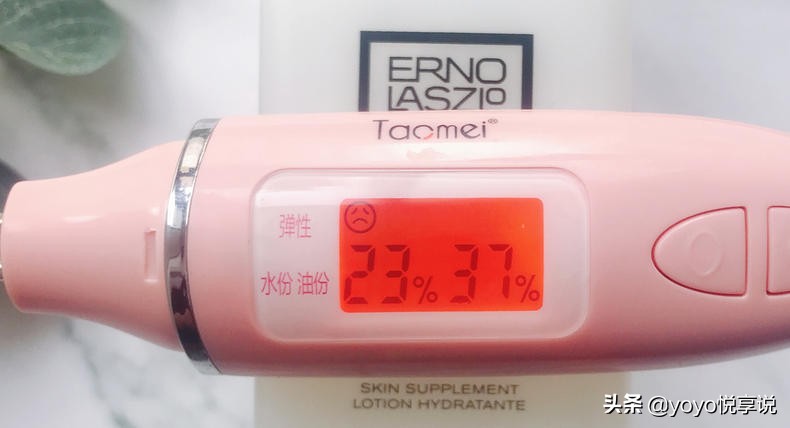 ERNO
LASZLO
Taomei®
弹性
水份 油份
23% 37%
SKIN SUPPLEMENT
LOTION HYDRATANTE
头条 @yoyo悦享说